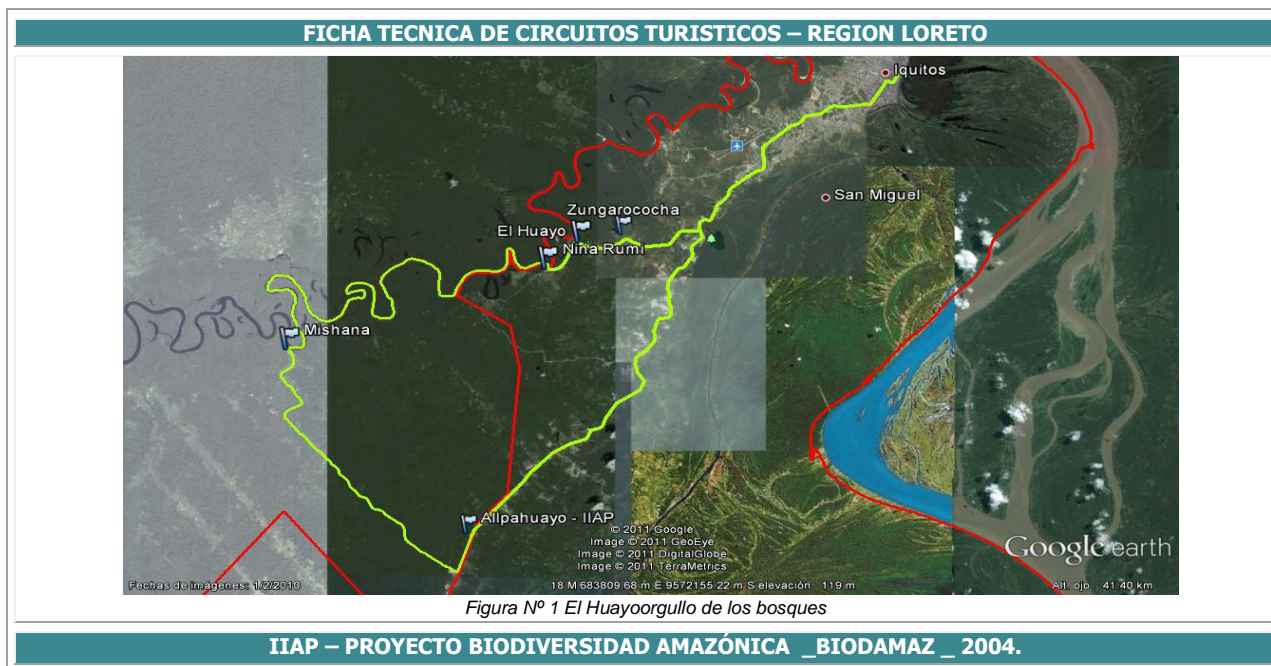 FICHA TECNICA DE CIRCUITOS TURISTICOS – REGION LORETO
Iquitos
San Miguel
Zungarococha
El Huayo
Nina Rumi
Mishana
Allpahuayo - IIAP
© 2011 Google
Image © 2011 GeoEye
Image © 2011 DigitalGlobe
Image © 2011 TerraMetrics
Google earth
Fechas de imágenes: 1/2/2010
18 M 683809.68 m E 9572155.22 m S elevación 119 m
Alt. ojo 41.40 km
Figura Nº 1 El Huayoorgullo de los bosques
IIAP – PROYECTO BIODIVERSIDAD AMAZÓNICA _BIODAMAZ _ 2004.